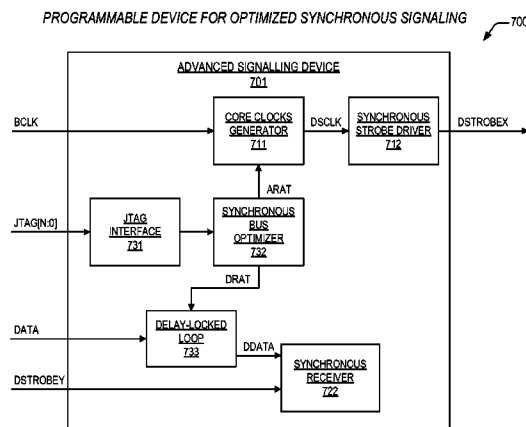 PROGRAMMABLE DEVICE FOR OPTIMIZED SYNCHRONOUS SIGNALING
700
ADVANCED SIGNALLING DEVICE
701
BCLK
CORE CLOCKS
GENERATOR
711
DSCLK
SYNCHRONOUS
STROBE DRIVER
712
DSTROBEX
ARAT
JTAG[N:0]
JTAG
INTERFACE
731
SYNCHRONOUS
BUS
OPTIMIZER
732
DRAT
DATA
DELAY-LOCKED
LOOP
733
DDATA
DSTROBEY
SYNCHRONOUS
RECEIVER
722